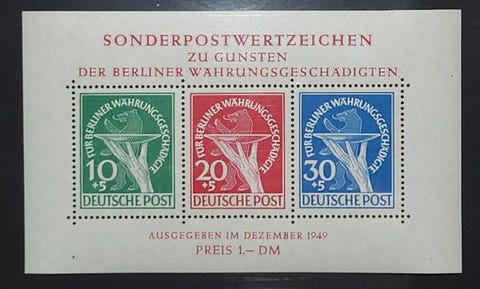 SONDERPOSTWERTZEICHEN
ZU GUNSTEN
DER BERLINER WÄHRUNGSGESCHÄDIGTEN
FÜR BERLINER WÄHRUNGSGESCHÄDIGTE
10
+5
DEUTSCHE POST
FÜR BERLINER WÄHRUNGSGESCHÄDIGTE
20
+5
DEUTSCHE POST
FÜR BERLINER WÄHRUNGSGESCHÄDIGTE
30
+5
DEUTSCHE POST
AUSGEGEBEN IM DEZEMBER 1949
PREIS 1.– DM